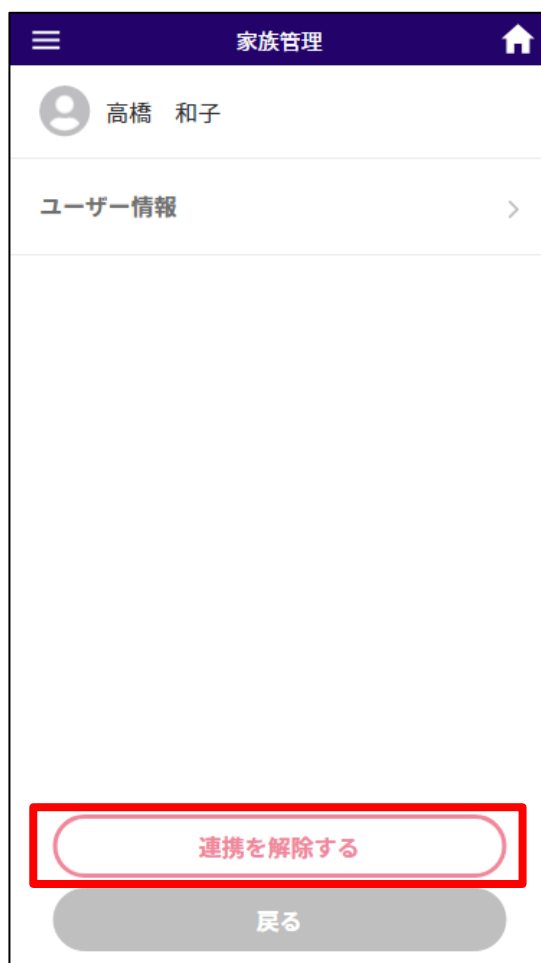 家族管理
高橋　和子
ユーザー情報
連携を解除する
戻る